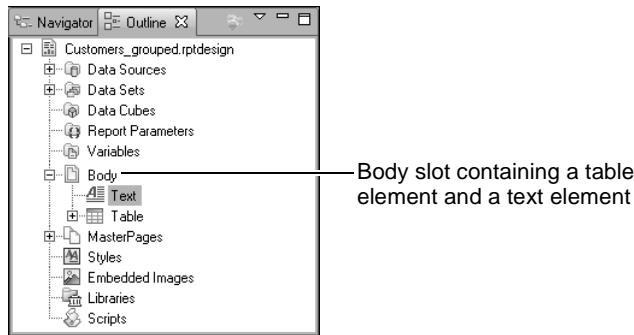 Navigator Outline
Customers_grouped.rptdesign
Data Sources
Data Sets
Data Cubes
Report Parameters
Variables
Body
Text
Table
MasterPages
Styles
Embedded Images
Libraries
Scripts
Body slot containing a table
element and a text element